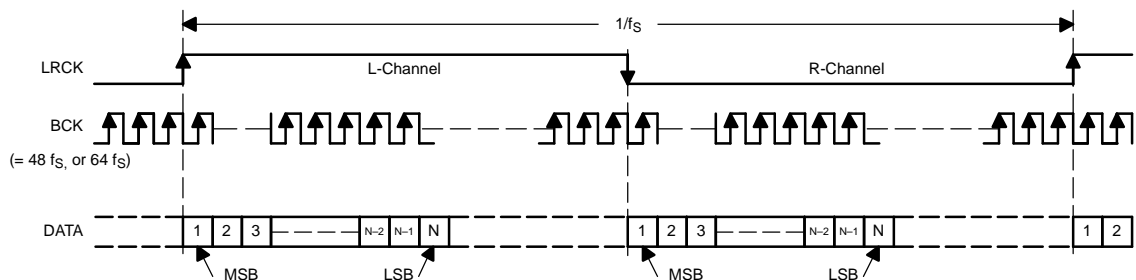 1/fS
LRCK
L-Channel
R-Channel
BCK
(= 48 fS, or 64 fS)
DATA
1 2 3 N–2 N–1 N 1 2 3 N–2 N–1 N 1 2
MSB LSB MSB LSB